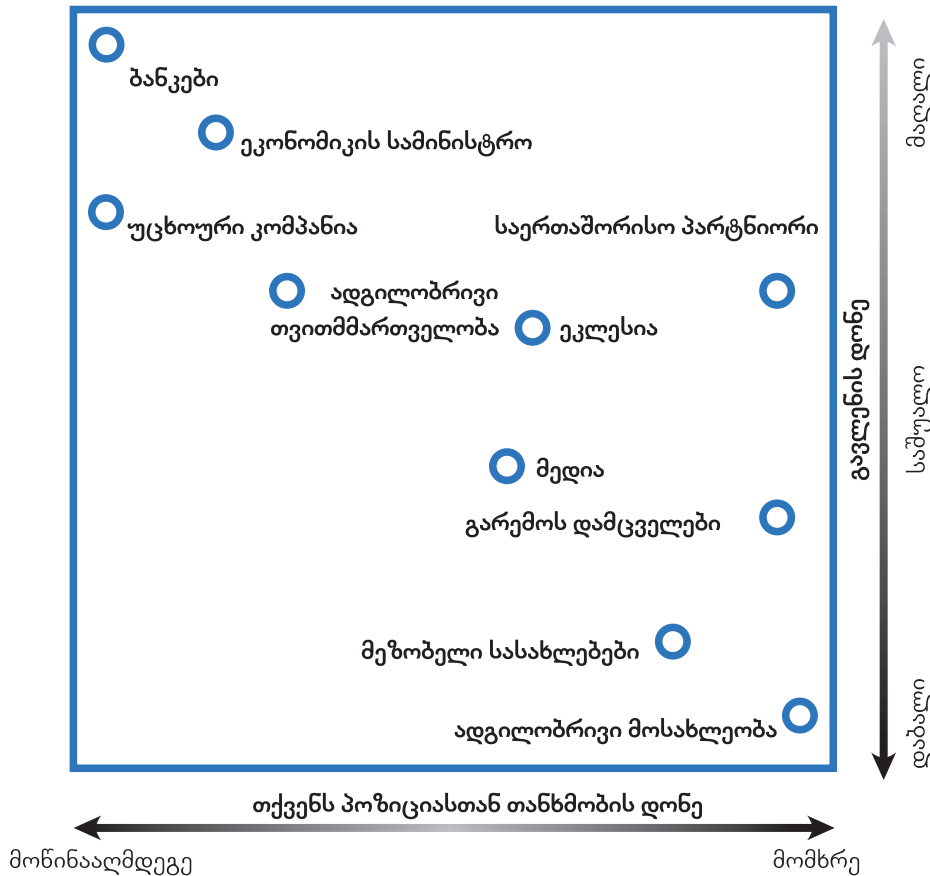 ბანკები
ეკონომიკის სამინისტრო
უცხოური კომპანია
საერთაშორისო პარტნიორი
ადგილობრივი
თვითმმართველობა
ეკლესია
მედია
გარემოს დამცველები
მეზობელი სასახლებები
ადგილობრივი მოსახლეობა
გავლენის დონე
მაღალი
საშუალო
დაბალი
თქვენს პოზიციასთან თანხმობის დონე
მოწინააღმდეგე
მომხრე